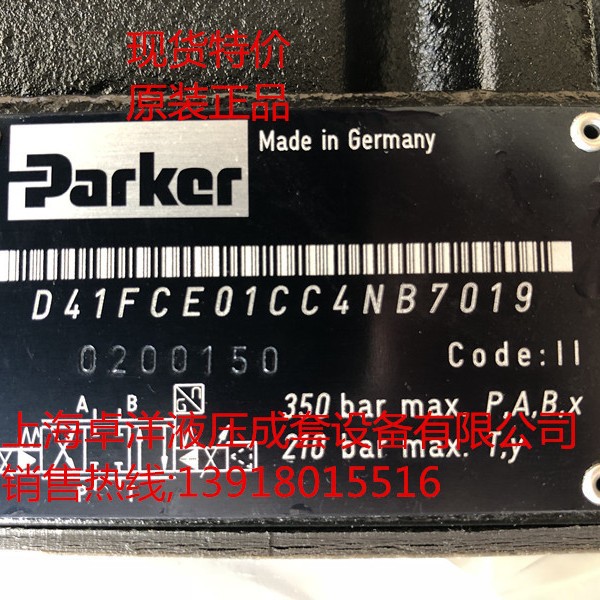 现货特价
原装正品
Made in Germany
Parker
D41FCE01CC4NB7019
0200150
Code:II
A B
350 bar max. P,A,B,x
上海卓洋液压成套设备有限公司
210 bar max. T,y
销售热线;13918015516